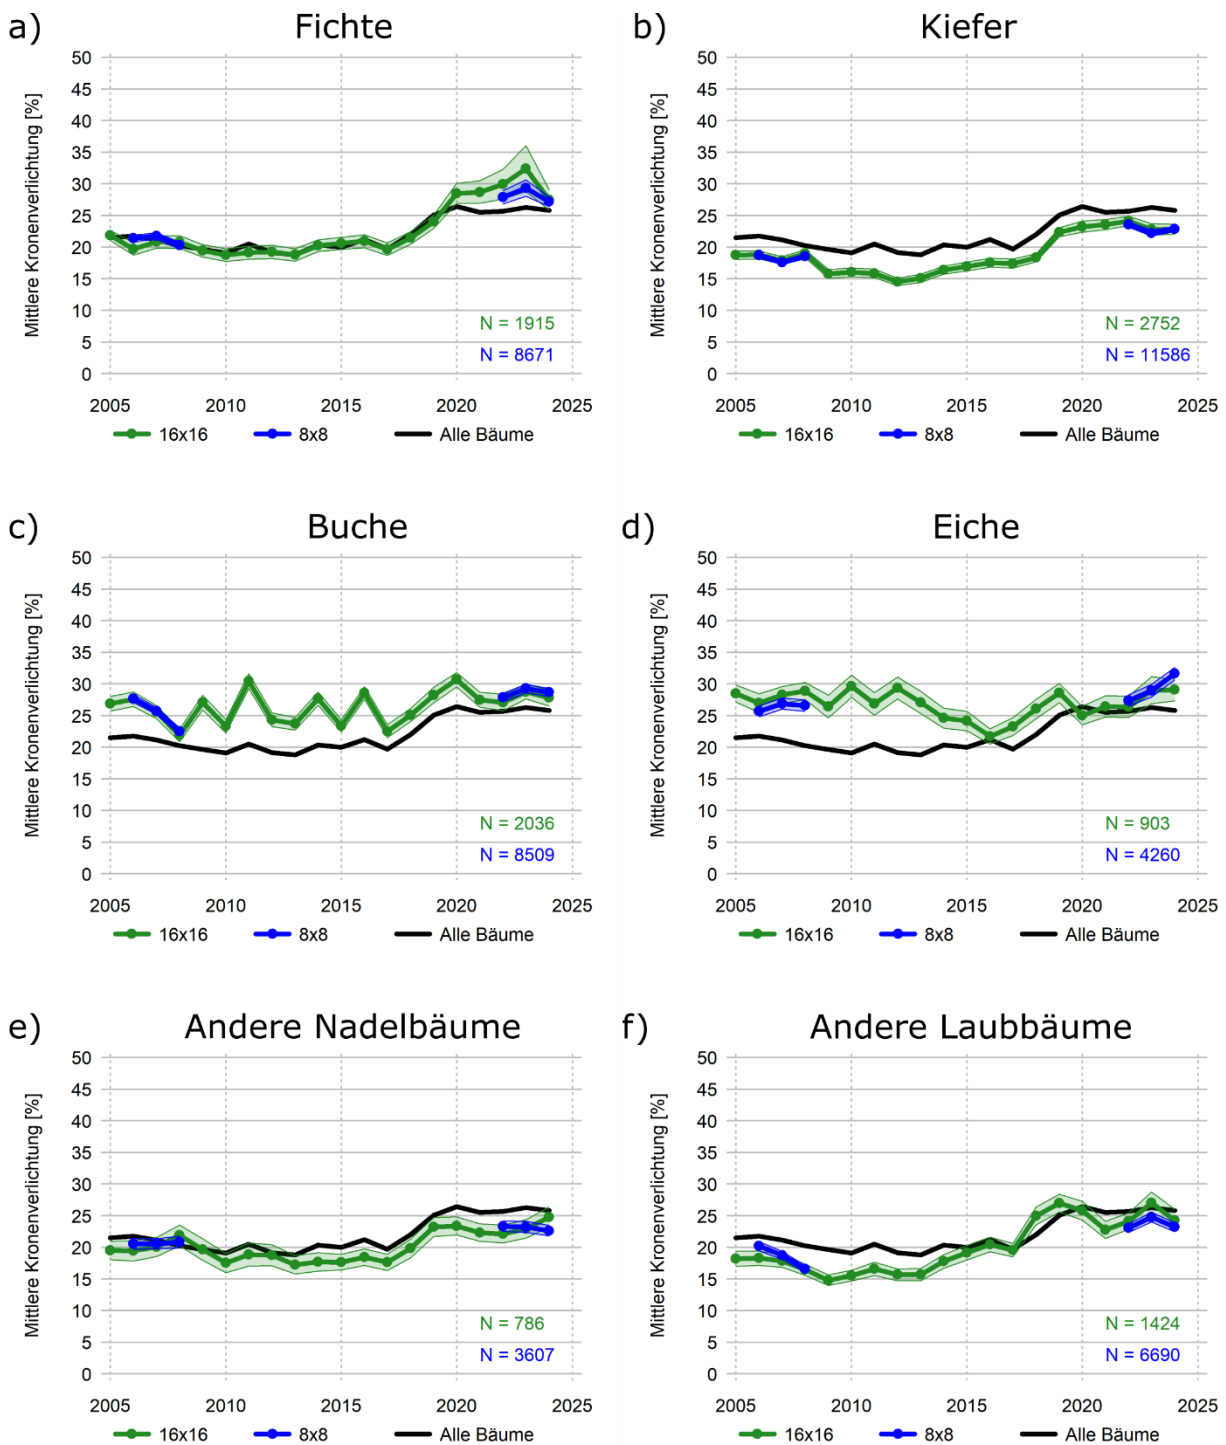 a) Fichte
Mittlere Kronenverlichtung [%]
50
45
40
35
30
25
20
15
10
5
0
N = 1915
N = 8671
2005 2010 2015 2020 2025
16x16 8x8 Alle Bäume
b) Kiefer
Mittlere Kronenverlichtung [%]
50
45
40
35
30
25
20
15
10
5
0
N = 2752
N = 11586
2005 2010 2015 2020 2025
16x16 8x8 Alle Bäume
c) Buche
Mittlere Kronenverlichtung [%]
50
45
40
35
30
25
20
15
10
5
0
N = 2036
N = 8509
2005 2010 2015 2020 2025
16x16 8x8 Alle Bäume
d) Eiche
Mittlere Kronenverlichtung [%]
50
45
40
35
30
25
20
15
10
5
0
N = 903
N = 4260
2005 2010 2015 2020 2025
16x16 8x8 Alle Bäume
e) Andere Nadelbäume
Mittlere Kronenverlichtung [%]
50
45
40
35
30
25
20
15
10
5
0
N = 786
N = 3607
2005 2010 2015 2020 2025
16x16 8x8 Alle Bäume
f) Andere Laubbäume
Mittlere Kronenverlichtung [%]
50
45
40
35
30
25
20
15
10
5
0
N = 1424
N = 6690
2005 2010 2015 2020 2025
16x16 8x8 Alle Bäume